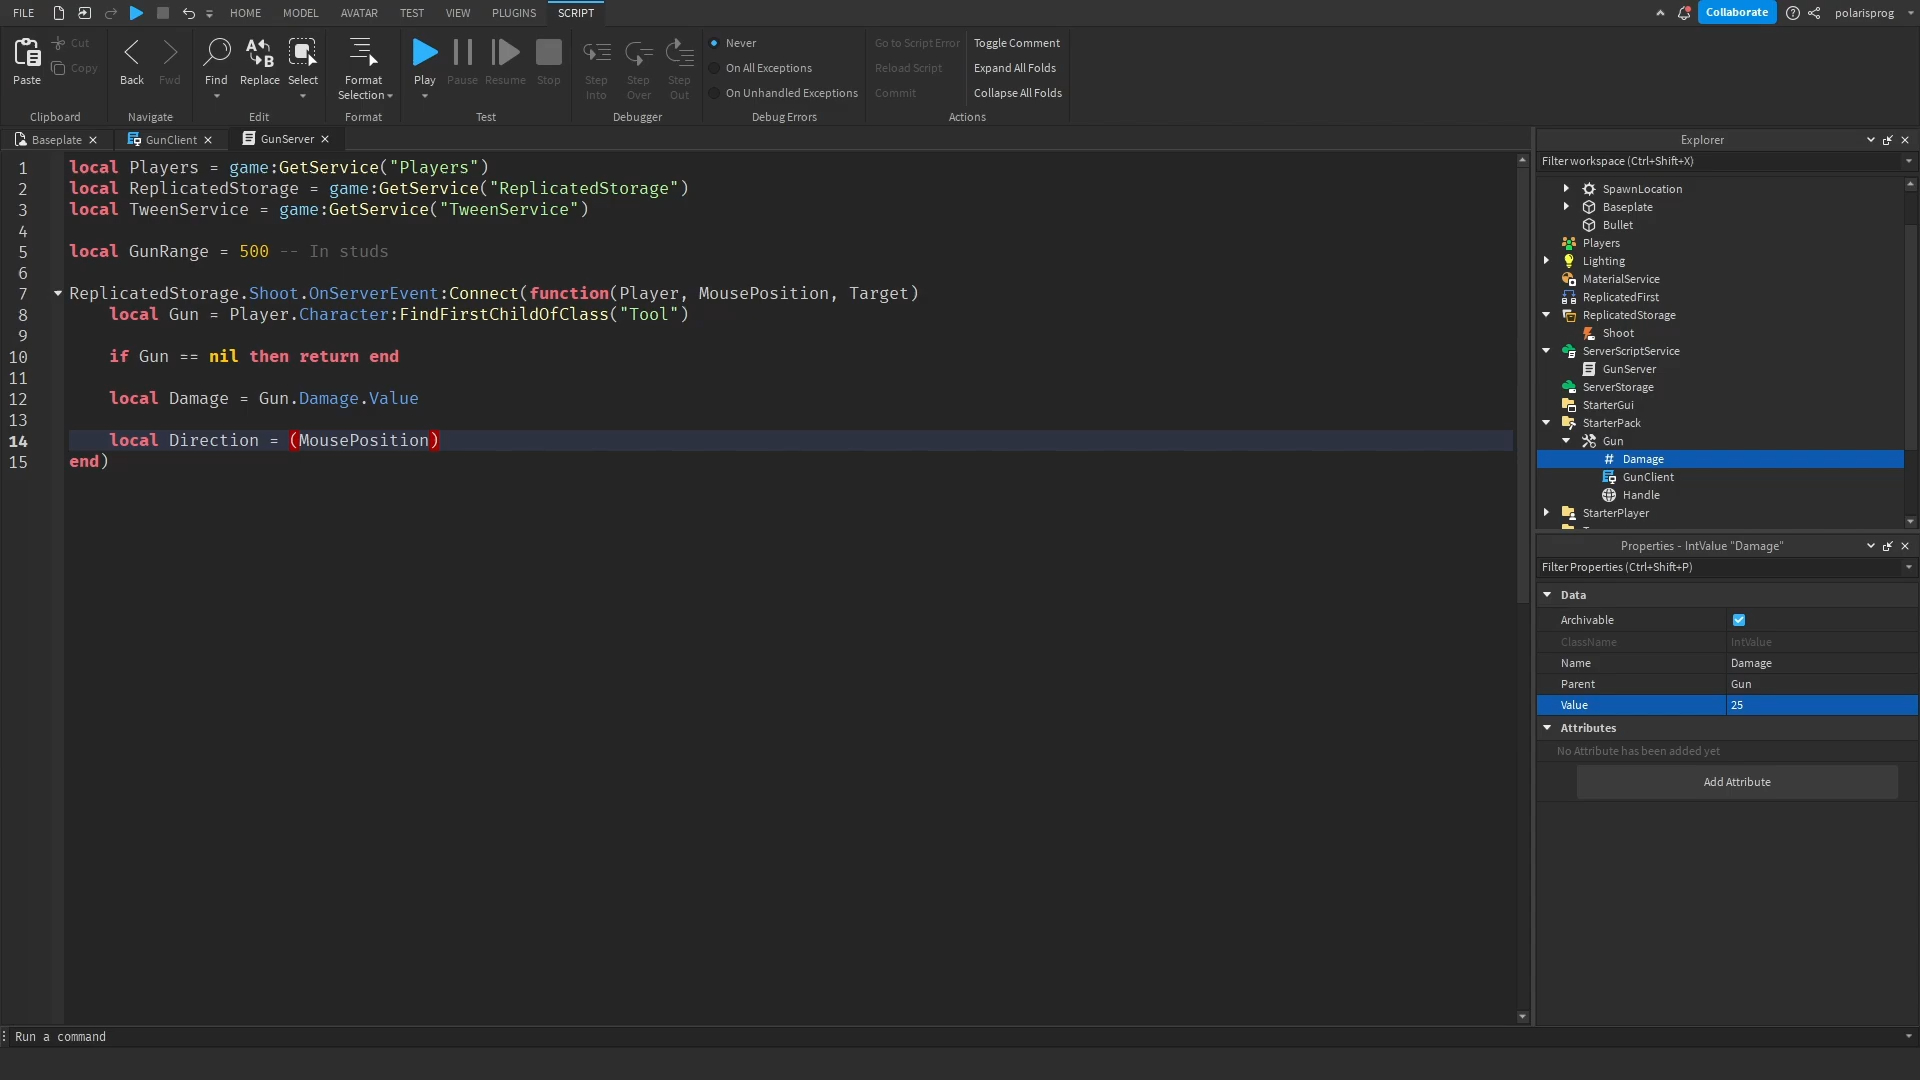 FILE HOME MODEL AVATAR TEST VIEW PLUGINS SCRIPT Collaborate polarisprog
Paste Cut Copy
Clipboard
Back Fwd
Navigate
Find Replace Select
Edit
Format Selection
Format
Play Pause Resume Stop
Test
Step Into Step Over Step Out
Debugger
Never
On All Exceptions
On Unhandled Exceptions
Debug Errors
Go to Script Error
Reload Script
Commit
Toggle Comment
Expand All Folds
Collapse All Folds
Actions
Baseplate GunClient GunServer
1 local Players = game:GetService("Players")
2 local ReplicatedStorage = game:GetService("ReplicatedStorage")
3 local TweenService = game:GetService("TweenService")
4
5 local GunRange = 500 -- In studs
6
7 ReplicatedStorage.Shoot.OnServerEvent:Connect(function(Player, MousePosition, Target)
8 local Gun = Player.Character:FindFirstChildOfClass("Tool")
9
10 if Gun == nil then return end
11
12 local Damage = Gun.Damage.Value
13
14 local Direction = (MousePosition)
15 end)
Explorer
Filter workspace (Ctrl+Shift+X)
SpawnLocation
Baseplate
Bullet
Players
Lighting
MaterialService
ReplicatedFirst
ReplicatedStorage
Shoot
ServerScriptService
GunServer
ServerStorage
StarterGui
StarterPack
Gun
# Damage
GunClient
Handle
StarterPlayer
Properties - IntValue "Damage"
Filter Properties (Ctrl+Shift+P)
Data
Archivable
ClassName IntValue
Name Damage
Parent Gun
Value 25
Attributes
No Attribute has been added yet
Add Attribute
Run a command